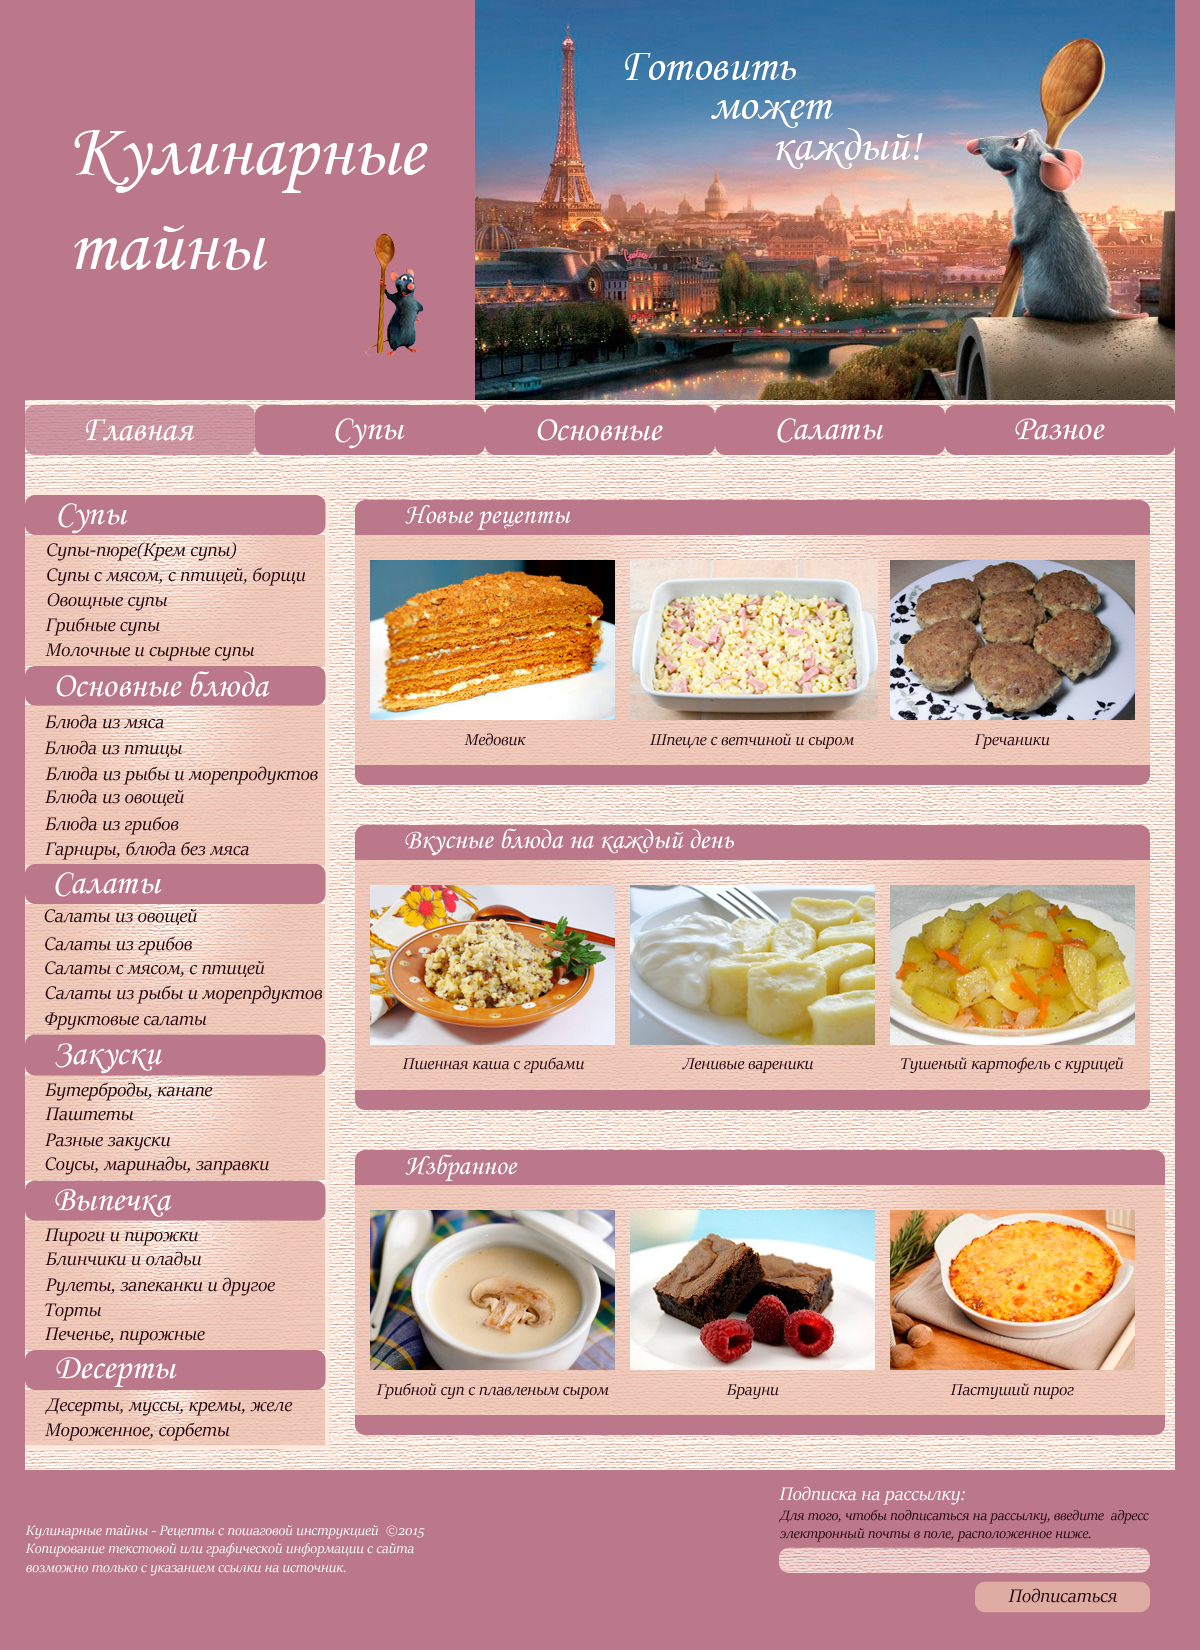 Кулинарные
тайны
Готовить
может
каждый!
Главная
Супы
Основные
Салаты
Разное
Супы
Супы-пюре(Крем супы)
Супы с мясом, с птицей, борщи
Овощные супы
Грибные супы
Молочные и сырные супы
Основные блюда
Блюда из мяса
Блюда из птицы
Блюда из рыбы и морепродуктов
Блюда из овощей
Блюда из грибов
Гарниры, блюда без мяса
Салаты
Салаты из овощей
Салаты из грибов
Салаты с мясом, с птицей
Салаты из рыбы и морепрдуктов
Фруктовые салаты
Закуски
Бутерброды, канапе
Паштеты
Разные закуски
Соусы, маринады, заправки
Выпечка
Пироги и пирожки
Блинчики и оладьи
Рулеты, запеканки и другое
Торты
Печенье, пирожные
Десерты
Десерты, муссы, кремы, желе
Мороженное, сорбеты
Новые рецепты
Медовик
Шпецле с ветчиной и сыром
Гречаники
Вкусные блюда на каждый день
Пшенная каша с грибами
Ленивые вареники
Тушеный картофель с курицей
Избранное
Грибной суп с плавленым сыром
Брауни
Пастуший пирог
Кулинарные тайны - Рецепты с пошаговой инструкцией ©2015
Копирование текстовой или графической информации с сайта
возможно только с указанием ссылки на источник.
Подписка на рассылку:
Для того, чтобы подписаться на рассылку, введите адресс
электронный почты в поле, расположенное ниже.
Подписаться